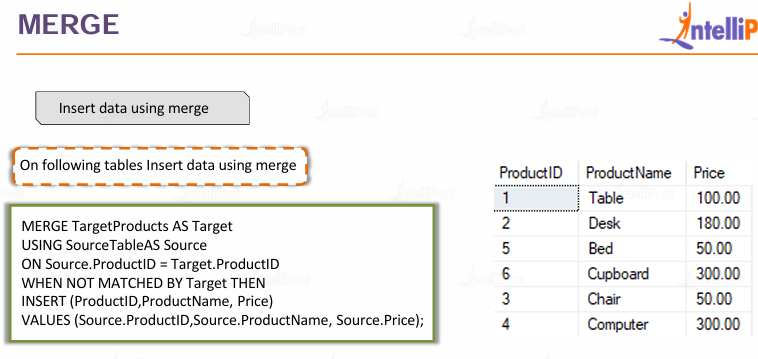 MERGE
IntelliP
Insert data using merge
On following tables Insert data using merge
MERGE TargetProducts AS Target
USING SourceTableAS Source
ON Source.ProductID = Target.ProductID
WHEN NOT MATCHED BY Target THEN
INSERT (ProductID,ProductName, Price)
VALUES (Source.ProductID,Source.ProductName, Source.Price);
ProductID ProductName Price
1 Table 100.00
2 Desk 180.00
5 Bed 50.00
6 Cupboard 300.00
3 Chair 50.00
4 Computer 300.00